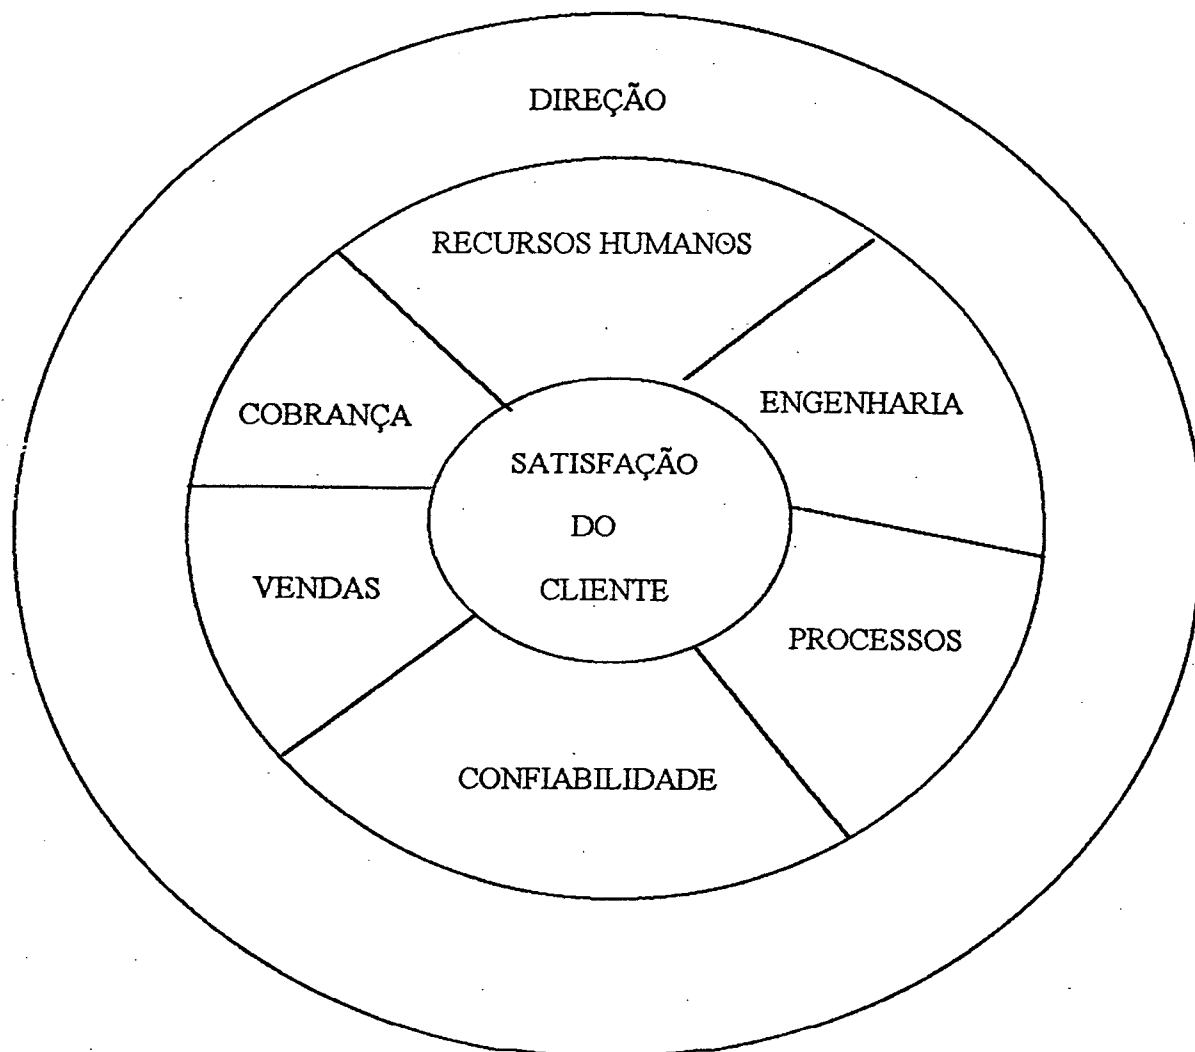 DIREÇÃO
RECURSOS HUMANOS
COBRANÇA
ENGENHARIA
SATISFAÇÃO
DO
CLIENTE
VENDAS
PROCESSOS
CONFIABILIDADE